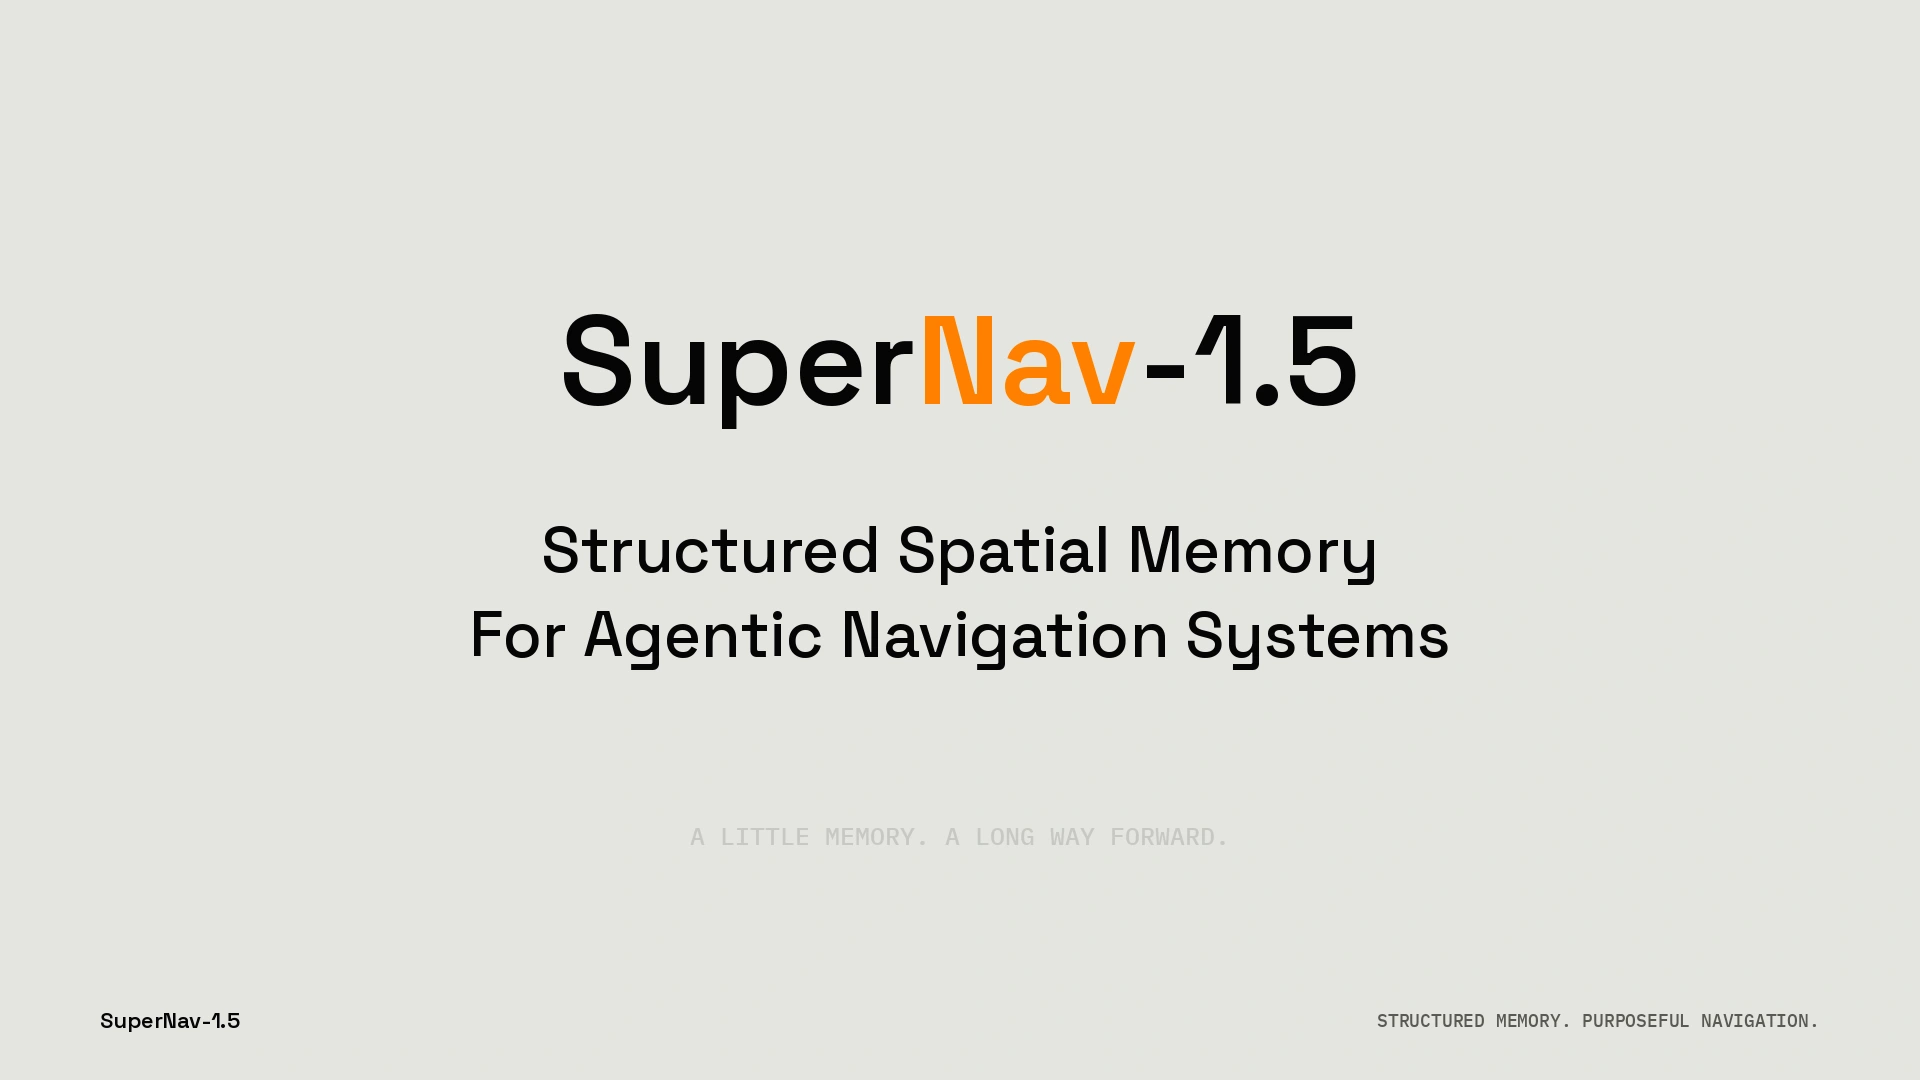 SuperNav-1.5
Structured Spatial Memory
For Agentic Navigation Systems
A LITTLE MEMORY. A LONG WAY FORWARD.
SuperNav-1.5
STRUCTURED MEMORY. PURPOSEFUL NAVIGATION.